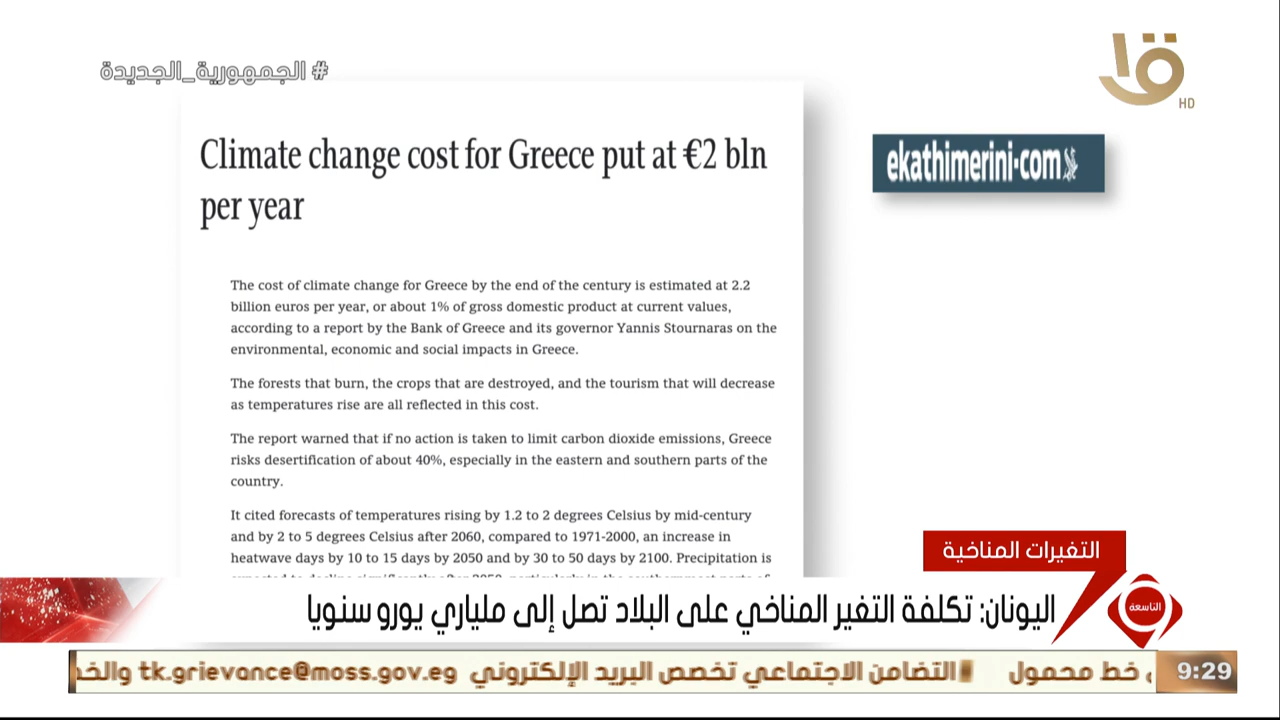 # الجمهورية_الجديدة
HD
ekathimerini·com
Climate change cost for Greece put at €2 bln
per year
The cost of climate change for Greece by the end of the century is estimated at 2.2
billion euros per year, or about 1% of gross domestic product at current values,
according to a report by the Bank of Greece and its governor Yannis Stournaras on the
environmental, economic and social impacts in Greece.
The forests that burn, the crops that are destroyed, and the tourism that will decrease
as temperatures rise are all reflected in this cost.
The report warned that if no action is taken to limit carbon dioxide emissions, Greece
risks desertification of about 40%, especially in the eastern and southern parts of the
country.
It cited forecasts of temperatures rising by 1.2 to 2 degrees Celsius by mid-century
and by 2 to 5 degrees Celsius after 2060, compared to 1971-2000, an increase in
heatwave days by 10 to 15 days by 2050 and by 30 to 50 days by 2100. Precipitation is
التغيرات المناخية
التاسعة
اليونان: تكلفة التغير المناخي على البلاد تصل إلى ملياري يورو سنويا
خط محمول التضامن الاجتماعي تخصص البريد الإلكتروني tk.grievance@moss.gov.eg
9:29